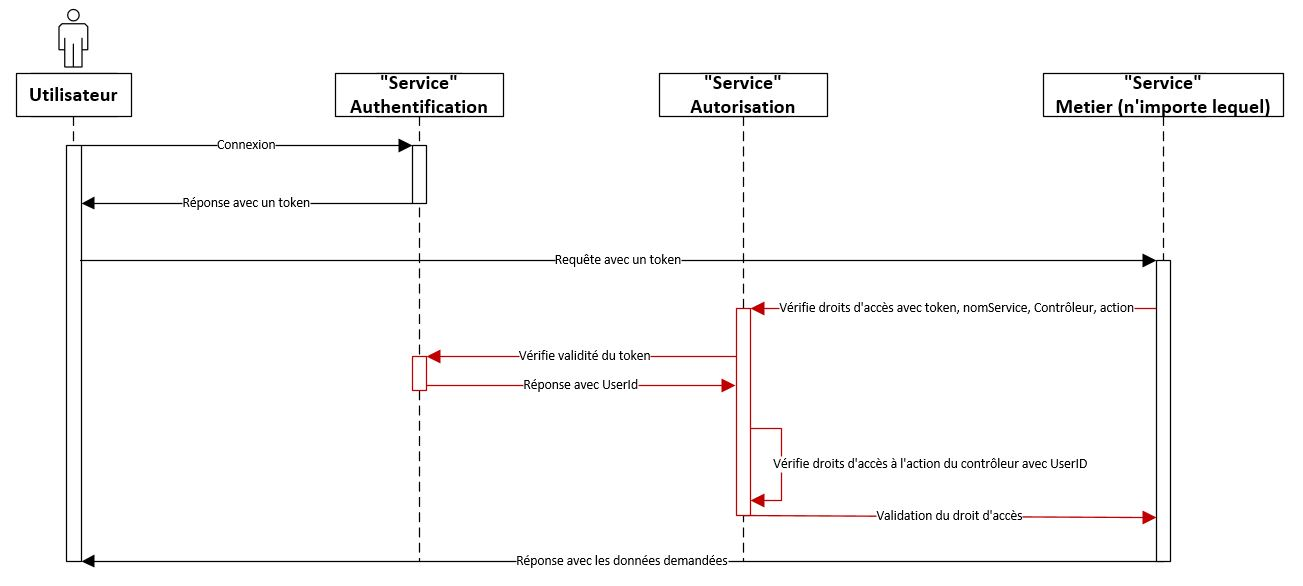 Utilisateur
"Service"
Authentification
"Service"
Autorisation
"Service"
Metier (n'importe lequel)
Connexion
Réponse avec un token
Requête avec un token
Vérifie droits d'accès avec token, nomService, Contrôleur, action
Vérifie validité du token
Réponse avec UserId
Vérifie droits d'accès à l'action du contrôleur avec UserID
Validation du droit d'accès
Réponse avec les données demandées